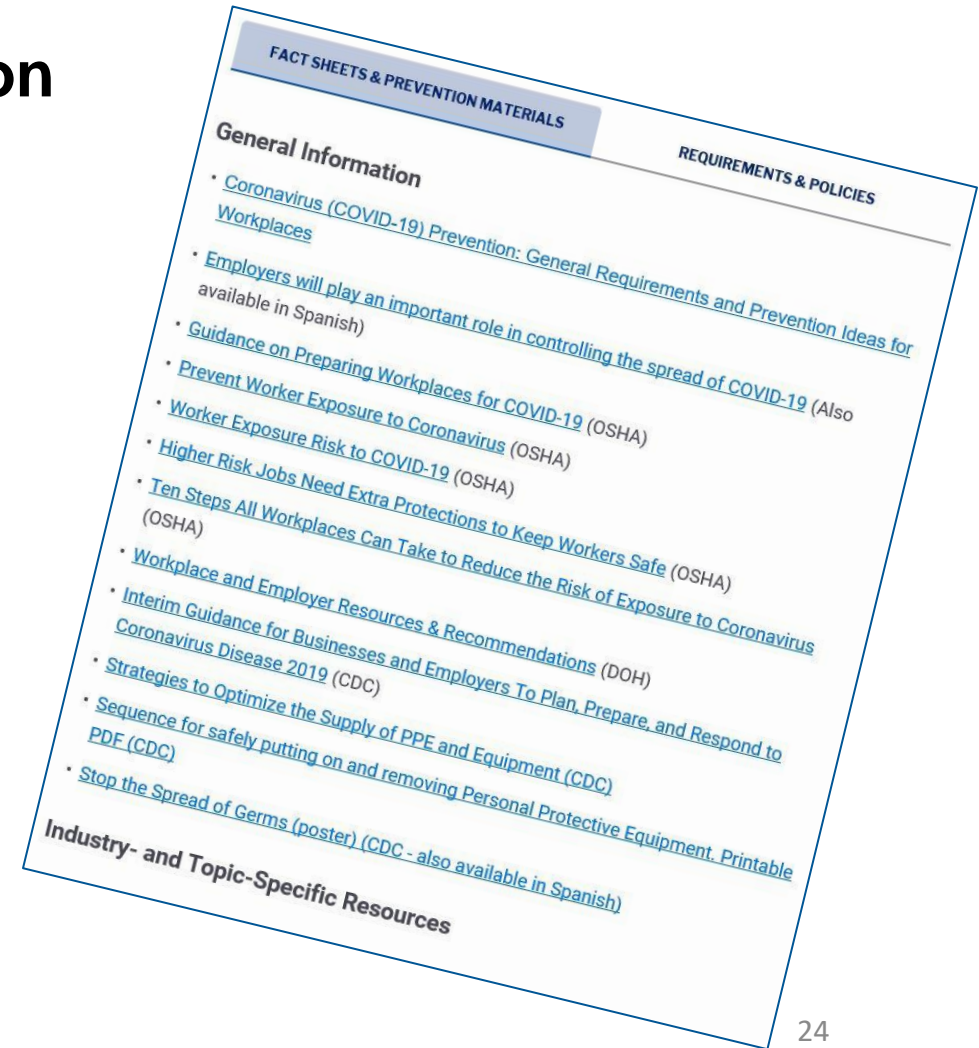 on
FACT SHEETS & PREVENTION MATERIALS
REQUIREMENTS & POLICIES
General Information
• Coronavirus (COVID-19) Prevention: General Requirements and Prevention Ideas for
Workplaces
• Employers will play an important role in controlling the spread of COVID-19 (Also
available in Spanish)
• Guidance on Preparing Workplaces for COVID-19 (OSHA)
• Prevent Worker Exposure to Coronavirus (OSHA)
• Worker Exposure Risk to COVID-19 (OSHA)
• Higher Risk Jobs Need Extra Protections to Keep Workers Safe (OSHA)
• Ten Steps All Workplaces Can Take to Reduce the Risk of Exposure to Coronavirus
(OSHA)
• Workplace and Employer Resources & Recommendations (DOH)
• Interim Guidance for Businesses and Employers To Plan, Prepare, and Respond to
Coronavirus Disease 2019 (CDC)
• Strategies to Optimize the Supply of PPE and Equipment (CDC)
• Sequence for safely putting on and removing Personal Protective Equipment. Printable
PDF (CDC)
• Stop the Spread of Germs (poster) (CDC - also available in Spanish)
Industry- and Topic-Specific Resources
24